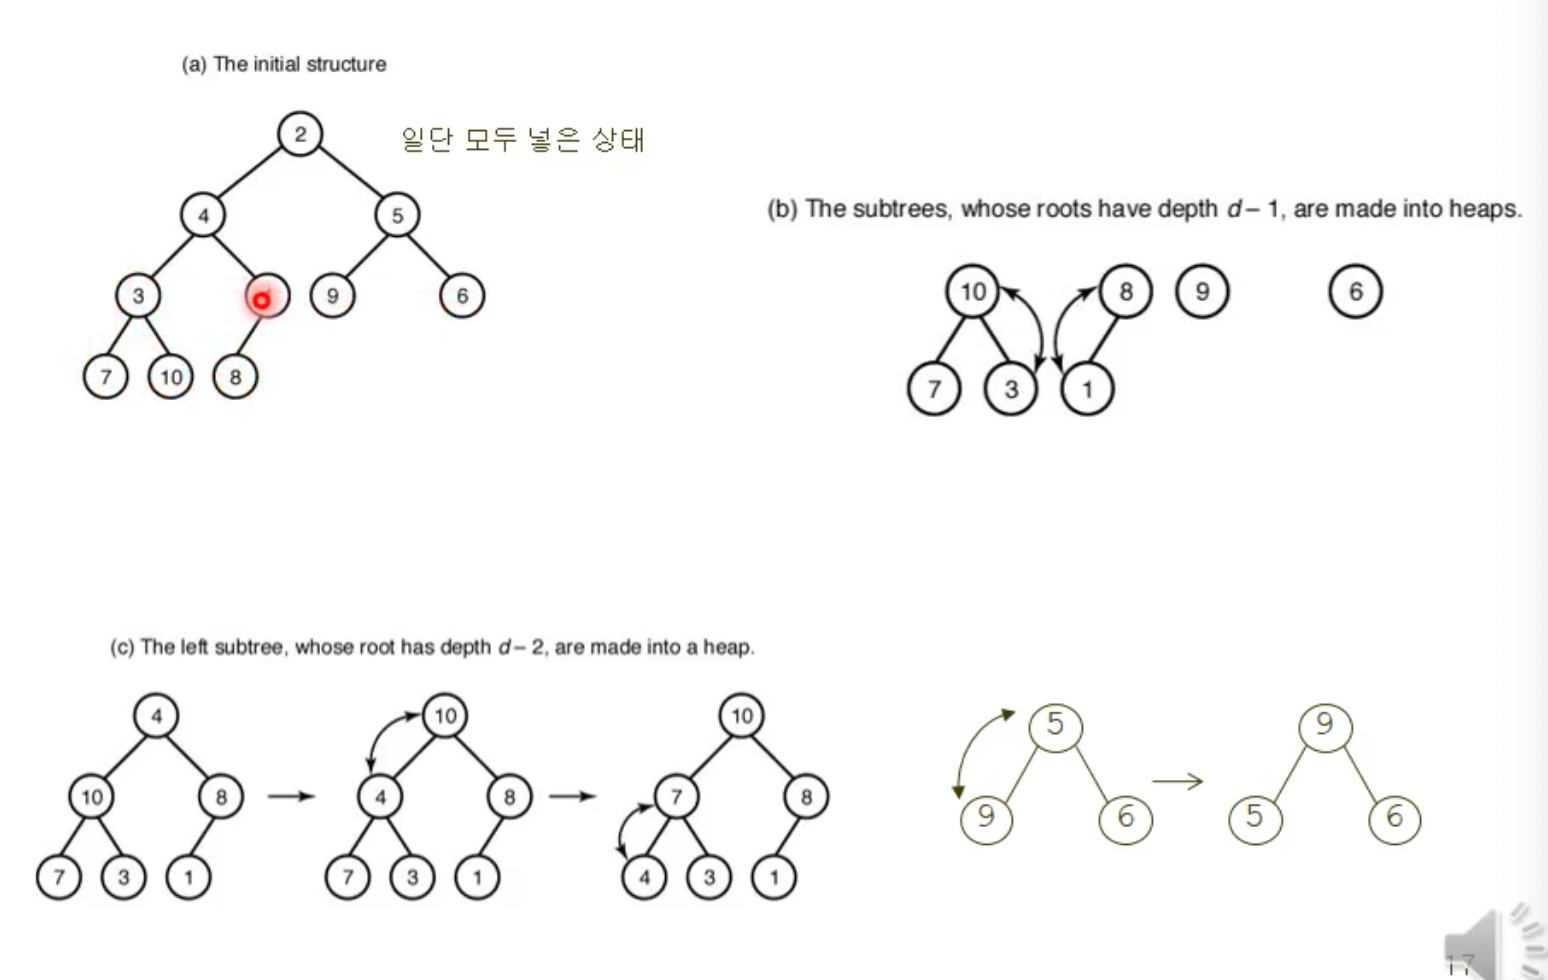 (a) The initial structure
2
일단 모두 넣은 상태
4 5
3 9 6
7 10 8
(b) The subtrees, whose roots have depth d – 1, are made into heaps.
10 8 9 6
7 3 1
(c) The left subtree, whose root has depth d – 2, are made into a heap.
4 10 10 5 9
10 8 4 8 7 8 9 6 5 6
7 3 1 7 3 1 4 3 1
17